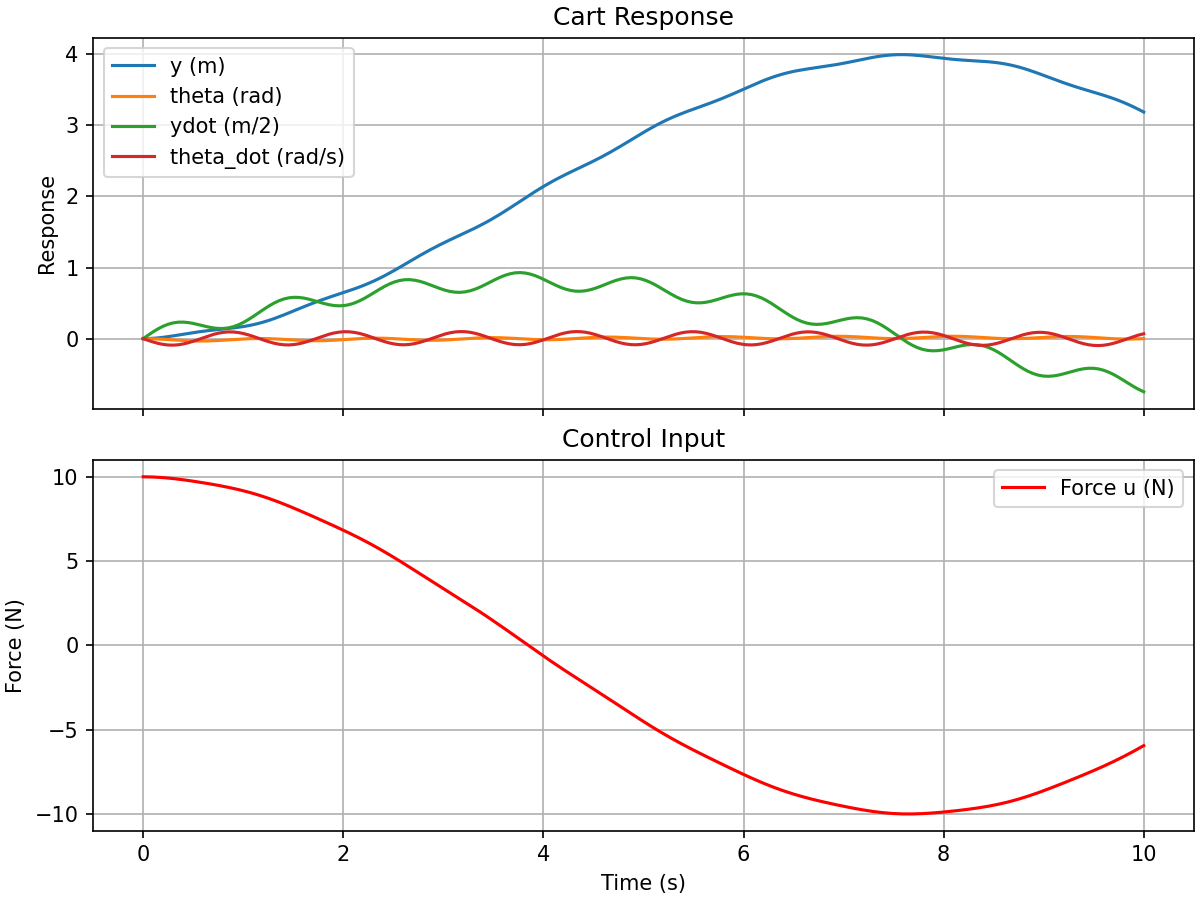 Cart Response
4
3
2
1
0
Response
y (m)
theta (rad)
ydot (m/2)
theta_dot (rad/s)
Control Input
10
5
0
−5
−10
Force (N)
Force u (N)
0 2 4 6 8 10
Time (s)